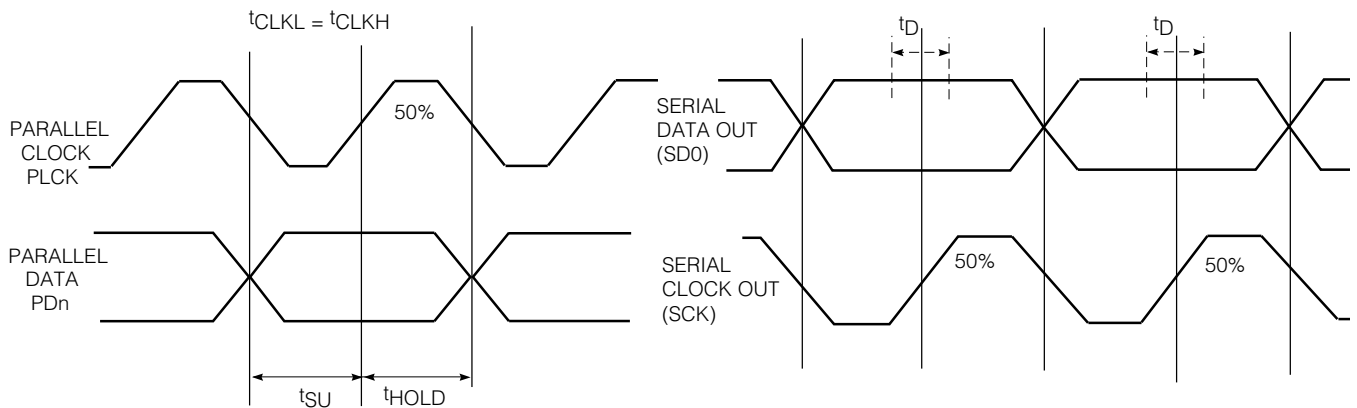 tCLKL = tCLKH
PARALLEL
CLOCK
PLCK
50%
PARALLEL
DATA
PDn
tSU
tHOLD
tD
tD
SERIAL
DATA OUT
(SD0)
SERIAL
CLOCK OUT
(SCK)
50%
50%